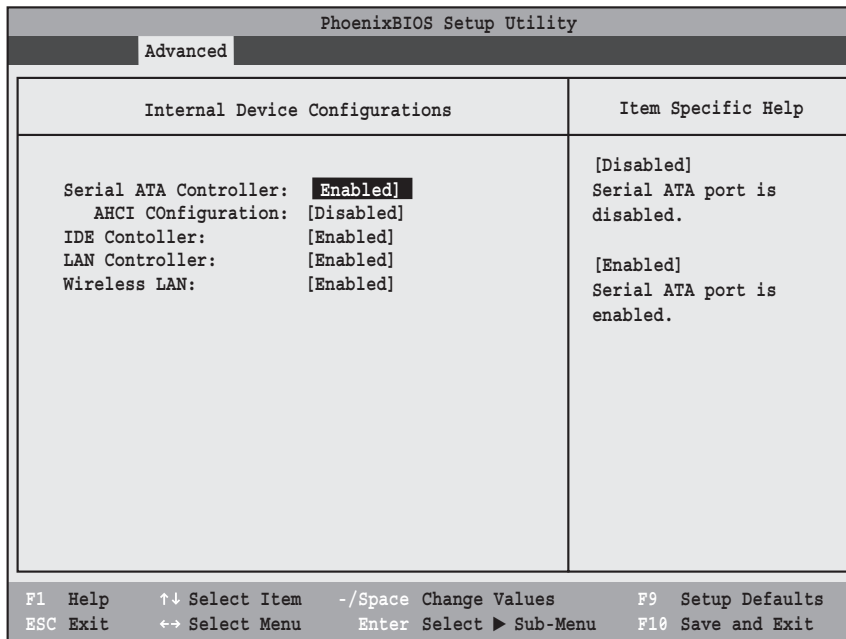 PhoenixBIOS Setup Utility
Advanced
Internal Device Configurations
Item Specific Help
Serial ATA Controller: Enabled]
AHCI COnfiguration: [Disabled]
IDE Contoller: [Enabled]
LAN Controller: [Enabled]
Wireless LAN: [Enabled]
[Disabled]
Serial ATA port is
disabled.
[Enabled]
Serial ATA port is
enabled.
F1 Help ↑↓ Select Item -/Space Change Values F9 Setup Defaults
ESC Exit ←→ Select Menu Enter Select ▶ Sub-Menu F10 Save and Exit